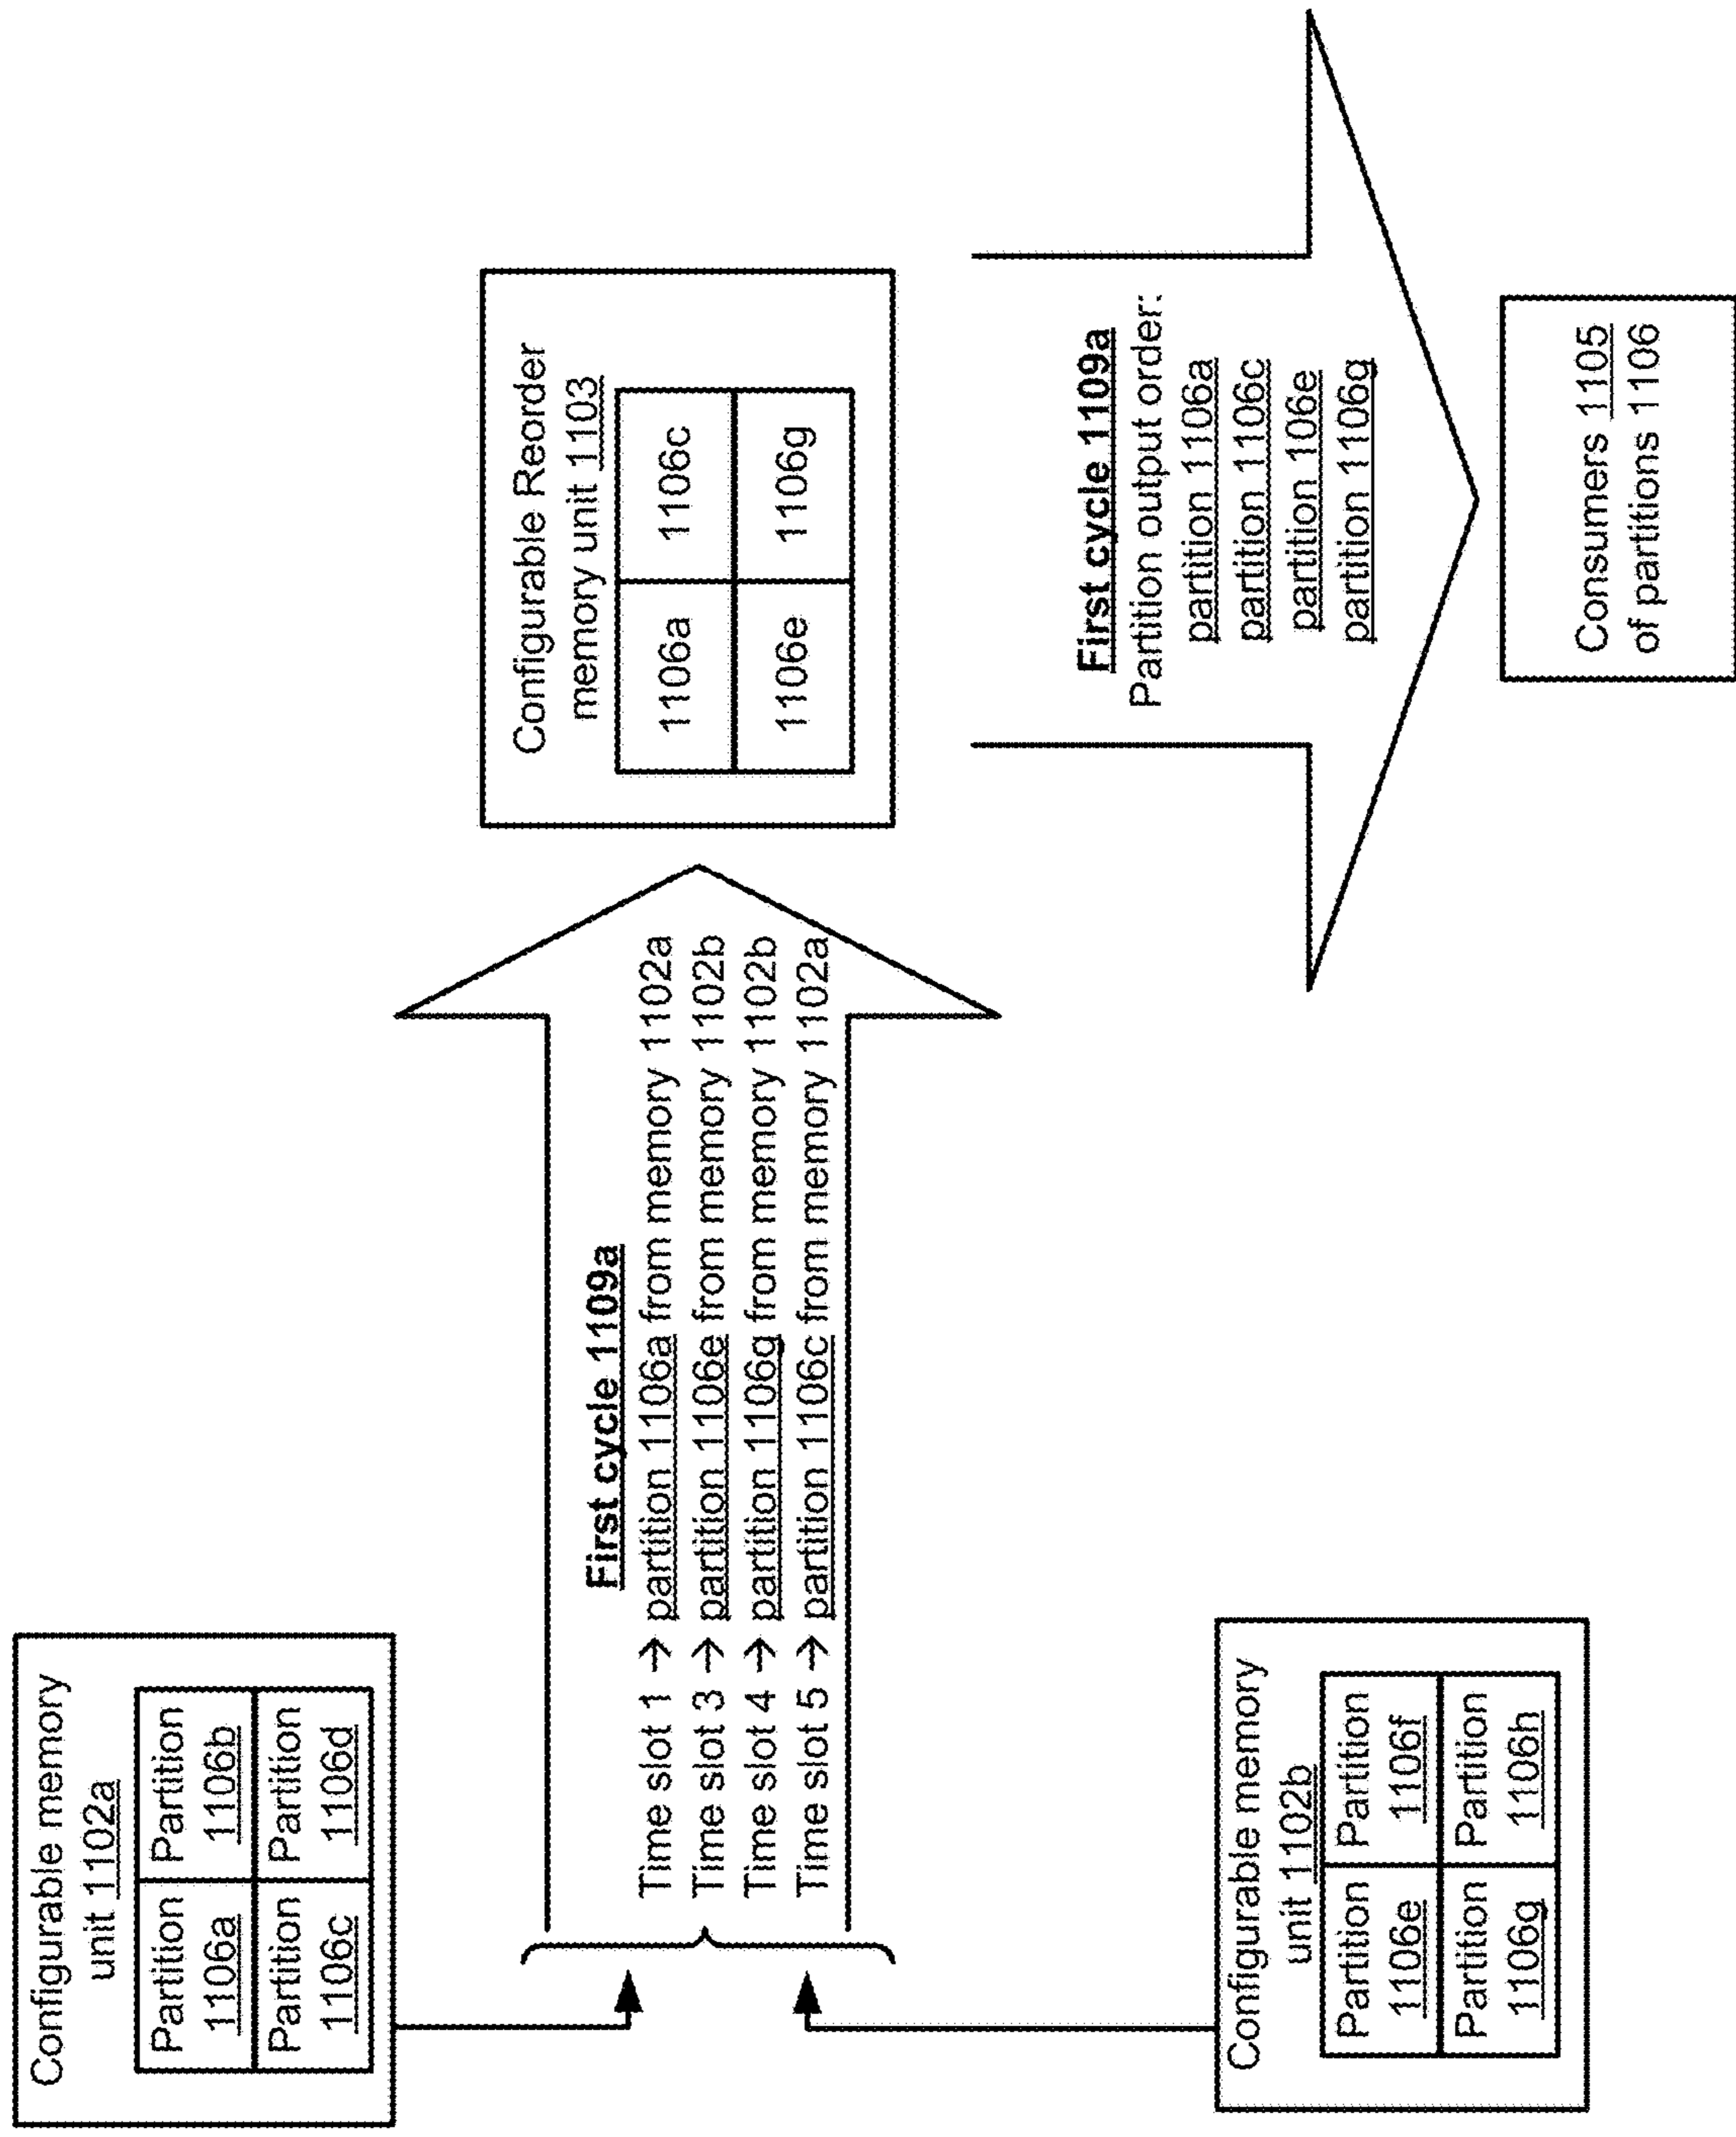 Configurable memory
unit 1102a
Partition 1106a
Partition 1106b
Partition 1106c
Partition 1106d
First cycle 1109a
Time slot 1 → partition 1106a from memory 1102a
Time slot 3 → partition 1106e from memory 1102b
Time slot 4 → partition 1106g from memory 1102b
Time slot 5 → partition 1106c from memory 1102a
Configurable memory
unit 1102b
Partition 1106e
Partition 1106f
Partition 1106g
Partition 1106h
Configurable Reorder
memory unit 1103
1106a 1106c
1106e 1106g
First cycle 1109a
Partition output order:
partition 1106a
partition 1106c
partition 106e
partition 1106g
Consumers 1105
of partitions 1106